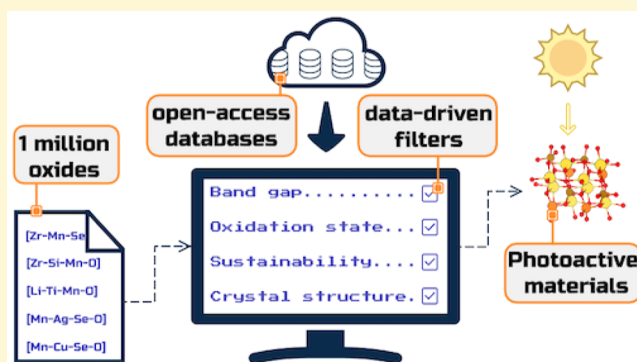 open-access
databases
data-driven
filters
1 million
oxides
[Zr-Mn-Se
[Zr-Si-Mn-O]
[Li-Ti-Mn-O]
[Mn-Ag-Se-O]
[Mn-Cu-Se-O]
Band gap..........
Oxidation state...
Sustainability....
Crystal structure.
Photoactive
materials